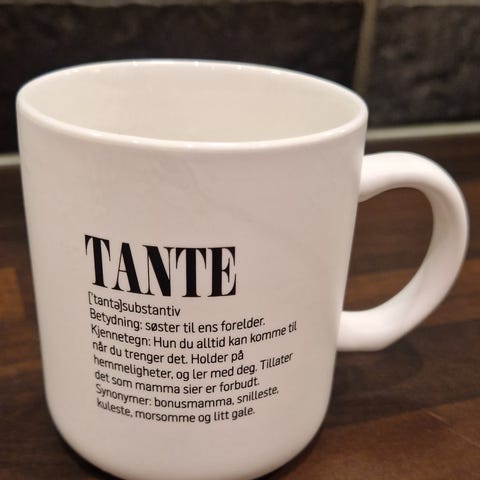 TANTE
['tantə]substantiv
Betydning: søster til ens forelder.
Kjennetegn: Hun du alltid kan komme til
når du trenger det. Holder på
hemmeligheter, og ler med deg. Tillater
det som mamma sier er forbudt.
Synonymer: bonusmamma, snilleste,
kuleste, morsomme og litt gale.